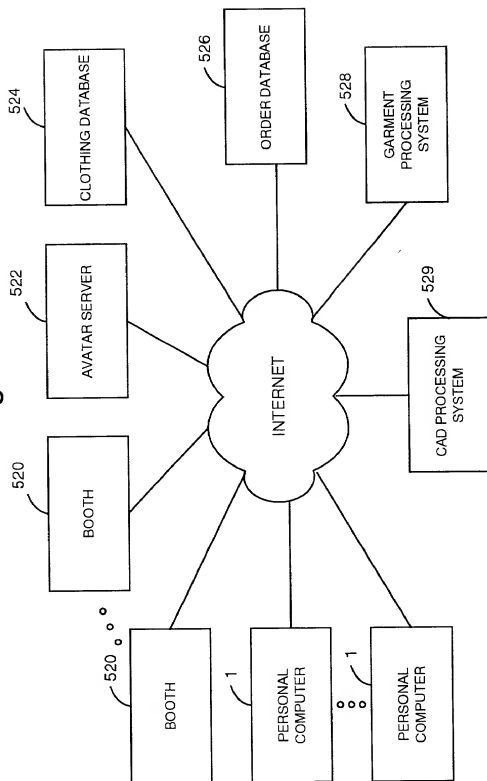 520
BOOTH
520
BOOTH
522
AVATAR SERVER
524
CLOTHING DATABASE
526
ORDER DATABASE
528
GARMENT
PROCESSING
SYSTEM
529
CAD PROCESSING
SYSTEM
INTERNET
1
PERSONAL
COMPUTER
1
PERSONAL
COMPUTER